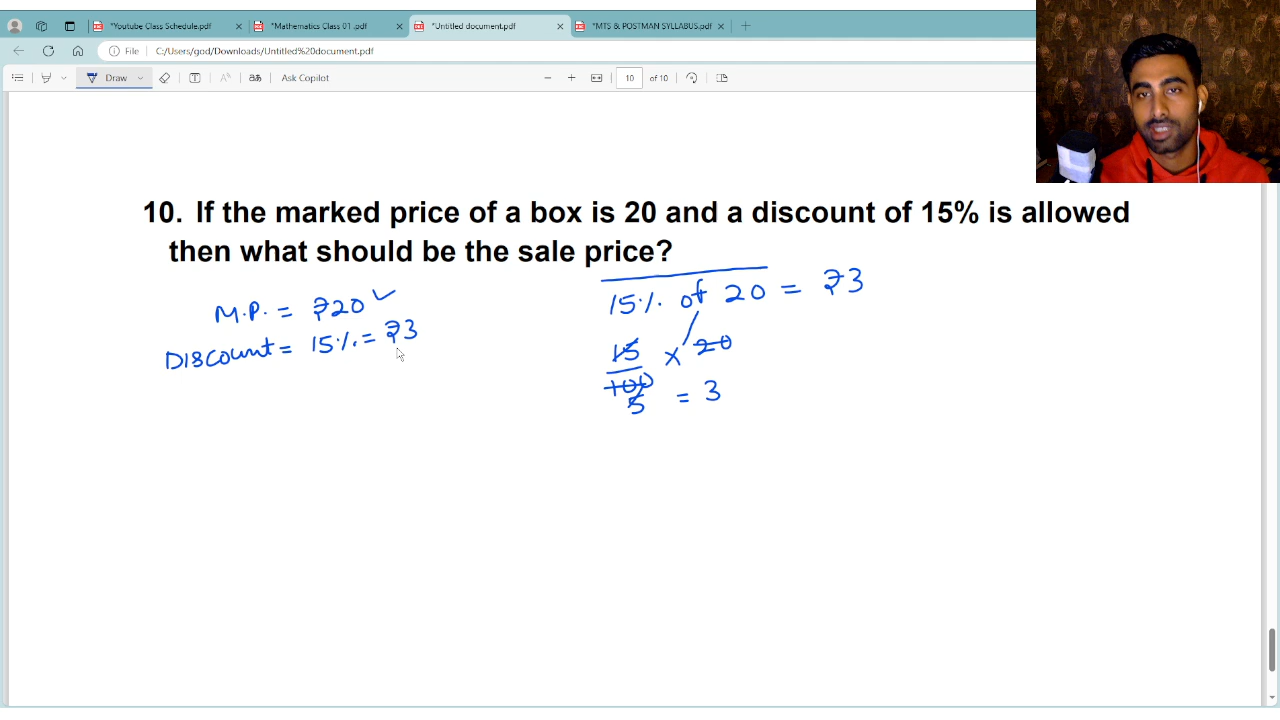 *Youtube Class Schedule.pdf
*Mathematics Class 01 .pdf
*Untitled document.pdf
*MTS & POSTMAN SYLLABUS.pdf
File C:/Users/god/Downloads/Untitled%20document.pdf
Draw Ask Copilot
10 of 10
10. If the marked price of a box is 20 and a discount of 15% is allowed
then what should be the sale price?
M.P. = ₹20 ✓
Discount = 15% = ₹3
15% of 20 = ₹3
15 × 20
100
5 = 3